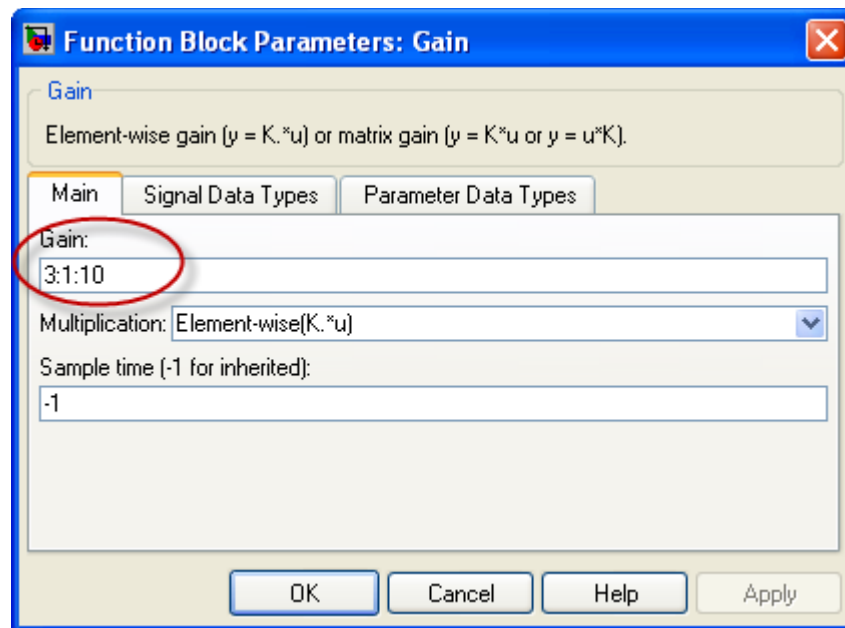 Function Block Parameters: Gain
Gain
Element-wise gain (y = K.*u) or matrix gain (y = K*u or y = u*K).
Main Signal Data Types Parameter Data Types
Gain:
3:1:10
Multiplication: Element-wise(K.*u)
Sample time (-1 for inherited):
-1
OK Cancel Help Apply